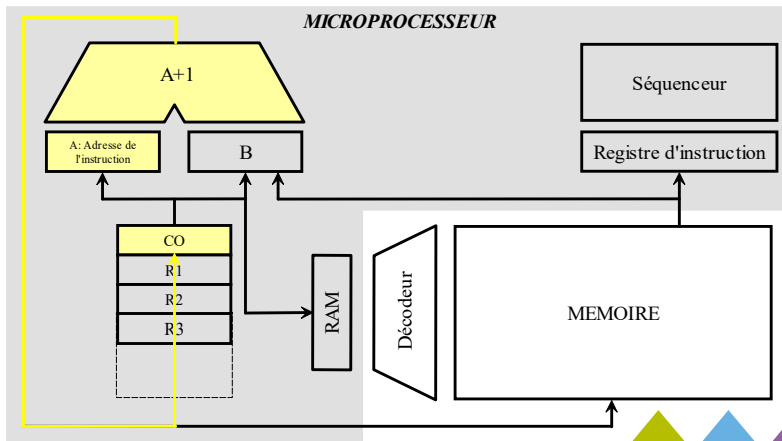 MICROPROCESSEUR
A+1
Séquenceur
A: Adresse de
l'instruction
B
Registre d'instruction
CO
R1
R2
R3
RAM
Décodeur
MEMOIRE